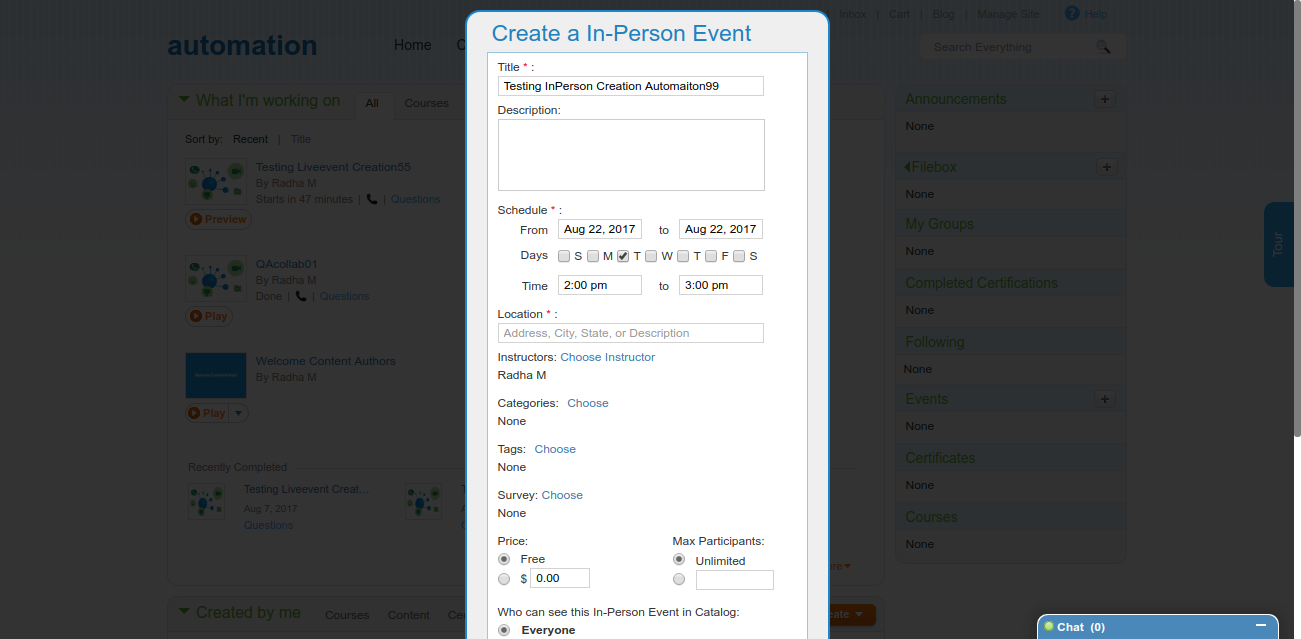 Inbox | Cart | Blog | Manage Site ? Help
automation
Home
Search Everything
What I'm working on
All
Courses
Sort by: Recent | Title
Testing Liveevent Creation55
By Radha M
Starts in 47 minutes | | Questions
Preview
QAcollab01
By Radha M
Done | | Questions
Play
Welcome Content Authors
By Radha M
Play
Recently Completed
Testing Liveevent Creat...
Aug 7, 2017
Questions
Created by me
Courses
Content
Create a In-Person Event
Title * :
Testing InPerson Creation Automaiton99
Description:
Schedule * :
From Aug 22, 2017 to Aug 22, 2017
Days S M T W T F S
Time 2:00 pm to 3:00 pm
Location * :
Address, City, State, or Description
Instructors: Choose Instructor
Radha M
Categories: Choose
None
Tags: Choose
None
Survey: Choose
None
Price:
Free
$ 0.00
Max Participants:
Unlimited
Who can see this In-Person Event in Catalog:
Everyone
Announcements +
None
Filebox +
None
My Groups
None
Completed Certifications
None
Following
None
Events +
None
Certificates
None
Courses
None
Tour
Chat (0)